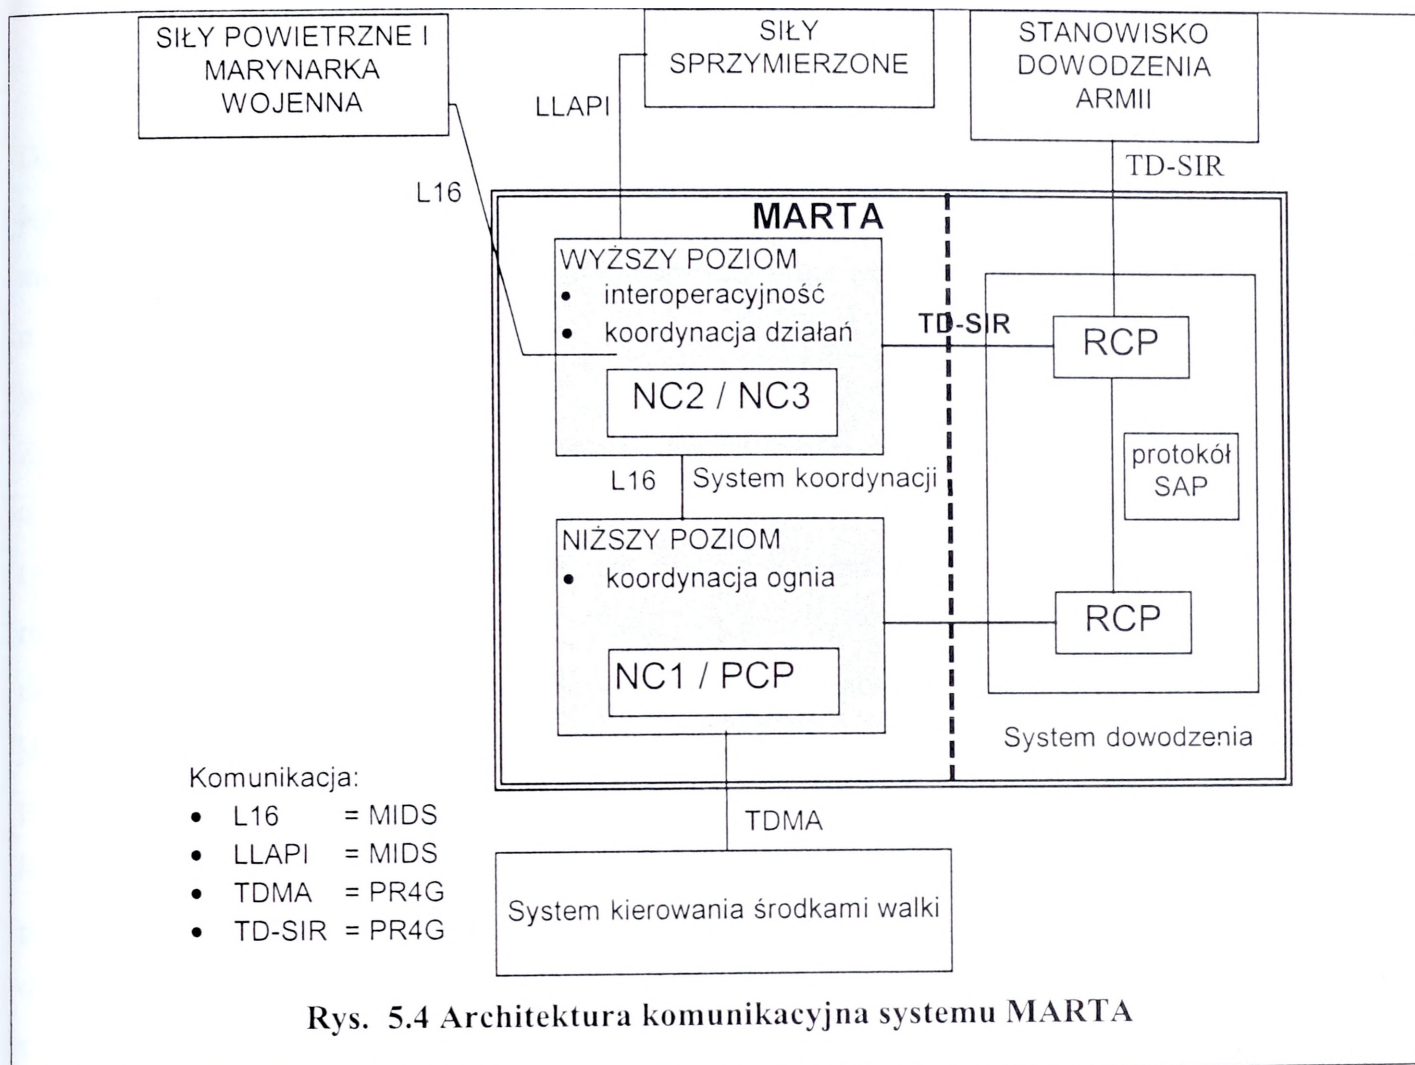 SIŁY POWIETRZNE I
MARYNARKA
WOJENNA
SIŁY
SPRZYMIERZONE
STANOWISKO
DOWODZENIA
ARMII
LLAPI
TD-SIR
L16
MARTA
WYŻSZY POZIOM
• interoperacyjność
• koordynacja działań
NC2 / NC3
TD-SIR
RCP
protokół
SAP
L16
System koordynacji
NIŻSZY POZIOM
• koordynacja ognia
NC1 / PCP
RCP
System dowodzenia
Komunikacja:
• L16 = MIDS
• LLAPI = MIDS
• TDMA = PR4G
• TD-SIR = PR4G
TDMA
System kierowania środkami walki
Rys. 5.4 Architektura komunikacyjna systemu MARTA